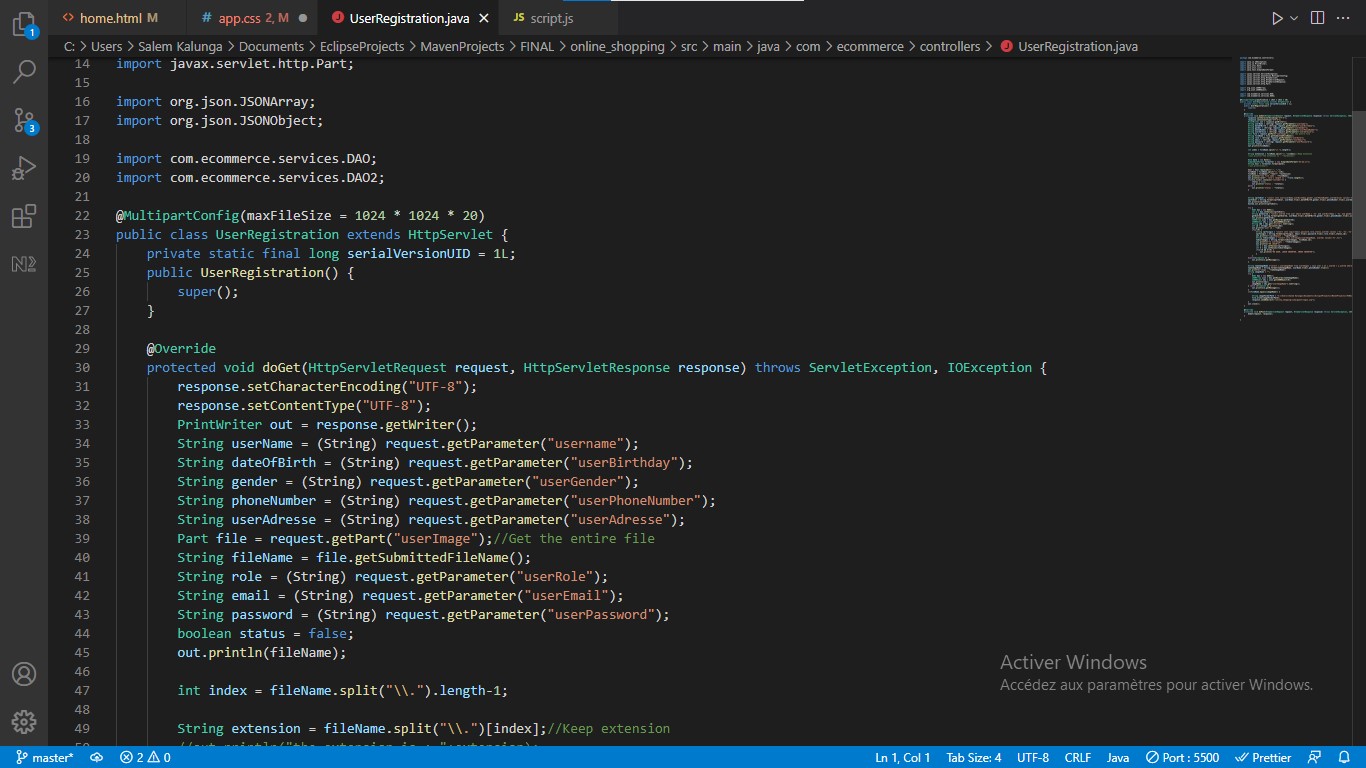 home.html M
app.css 2, M
UserRegistration.java
JS script.js
C: > Users > Salem Kalunga > Documents > EclipseProjects > MavenProjects > FINAL > online_shopping > src > main > java > com > ecommerce > controllers > UserRegistration.java
14 import javax.servlet.http.Part;
15
16 import org.json.JSONArray;
17 import org.json.JSONObject;
18
19 import com.ecommerce.services.DAO;
20 import com.ecommerce.services.DAO2;
21
22 @MultipartConfig(maxFileSize = 1024 * 1024 * 20)
23 public class UserRegistration extends HttpServlet {
24     private static final long serialVersionUID = 1L;
25     public UserRegistration() {
26         super();
27     }
28
29     @Override
30     protected void doGet(HttpServletRequest request, HttpServletResponse response) throws ServletException, IOException {
31         response.setCharacterEncoding("UTF-8");
32         response.setContentType("UTF-8");
33         PrintWriter out = response.getWriter();
34         String userName = (String) request.getParameter("username");
35         String dateOfBirth = (String) request.getParameter("userBirthday");
36         String gender = (String) request.getParameter("userGender");
37         String phoneNumber = (String) request.getParameter("userPhoneNumber");
38         String userAdresse = (String) request.getParameter("userAdresse");
39         Part file = request.getPart("userImage");//Get the entire file
40         String fileName = file.getSubmittedFileName();
41         String role = (String) request.getParameter("userRole");
42         String email = (String) request.getParameter("userEmail");
43         String password = (String) request.getParameter("userPassword");
44         boolean status = false;
45         out.println(fileName);
46
47         int index = fileName.split("\\.").length-1;
48
49         String extension = fileName.split("\\.")[index];//Keep extension
1
3
Activer Windows
Accédez aux paramètres pour activer Windows.
master* 2 0 Ln 1, Col 1 Tab Size: 4 UTF-8 CRLF Java Port : 5500 Prettier